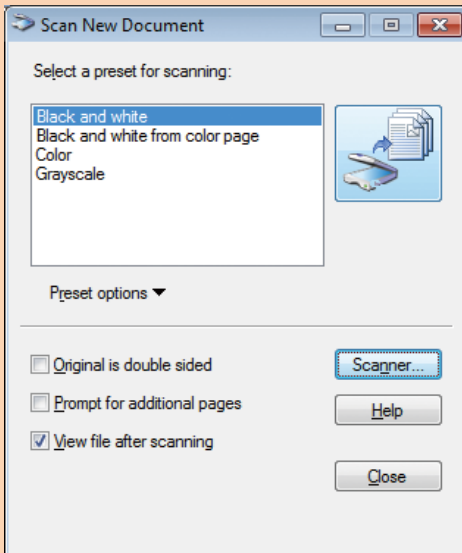 Scan New Document
Select a preset for scanning:
Black and white
Black and white from color page
Color
Grayscale
Preset options
Original is double sided
Scanner...
Prompt for additional pages
Help
View file after scanning
Close